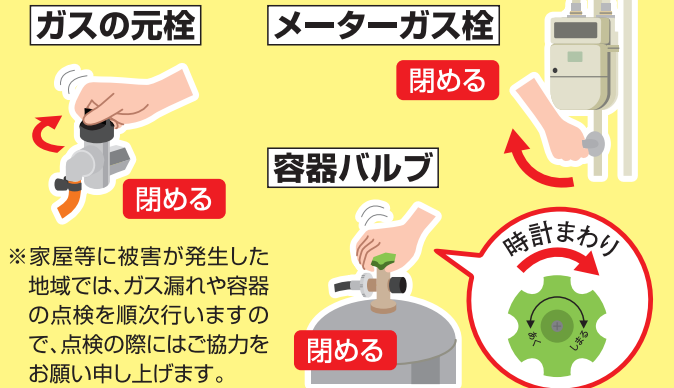 ガスの元栓
閉める
メーターガス栓
閉める
容器バルブ
閉める
時計まわり
あく
しまる
※家屋等に被害が発生した
地域では、ガス漏れや容器
の点検を順次行いますの
で、点検の際にはご協力を
お願い申し上げます。